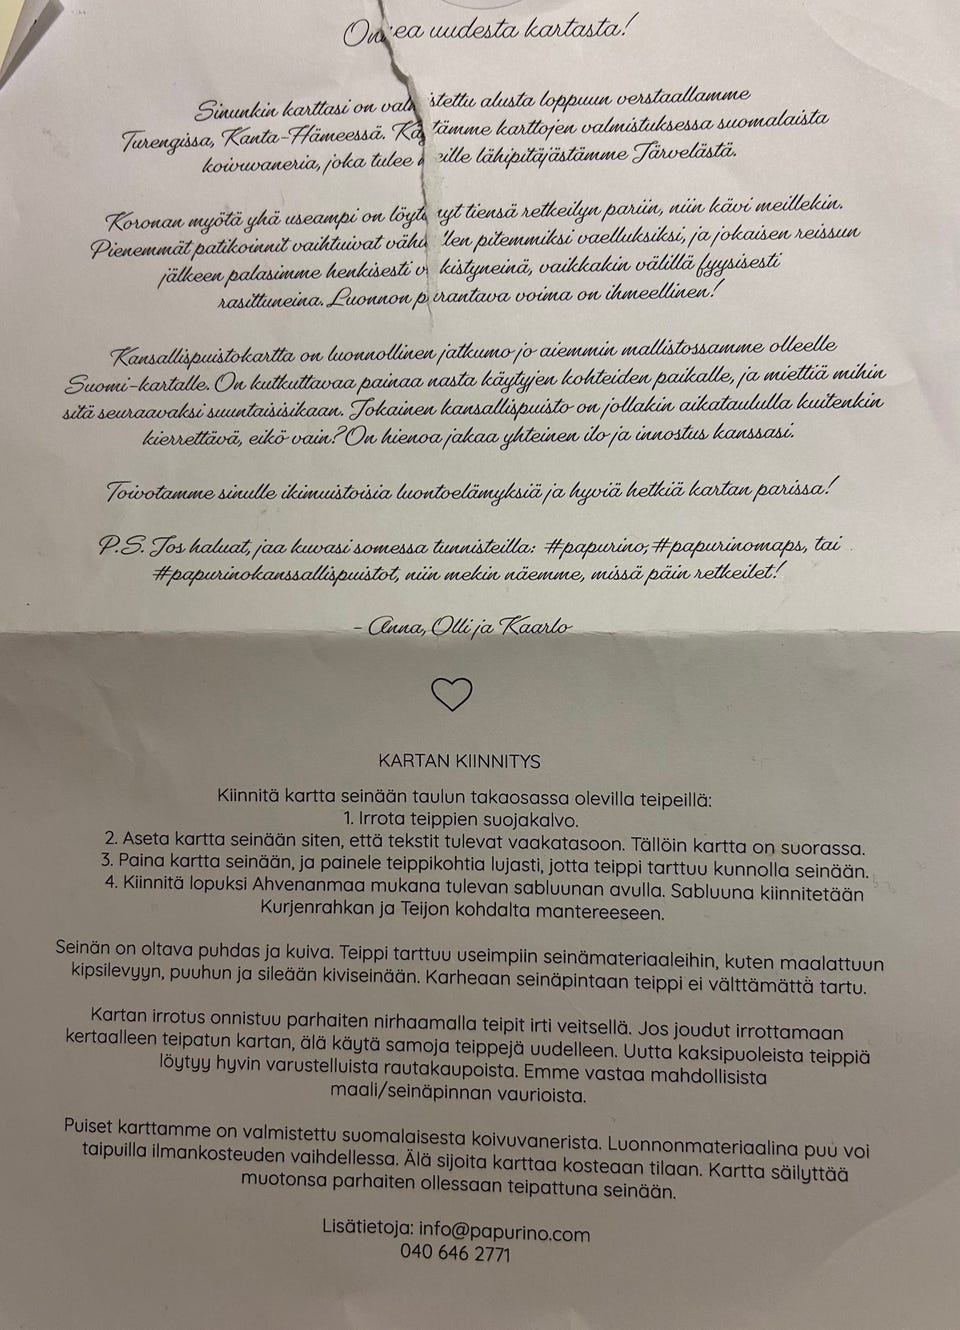 Onnea uudesta kartasta!
Sinunkin karttasi on valmistettu alusta loppuun verstaallamme
Turengissa, Kanta-Hämeessä. Käytämme karttojen valmistuksessa suomalaista
koivuvaneria, joka tulee meille lähipitäjästämme Järvelästä.
Koronan myötä yhä useampi on löytänyt tiensä retkeilyn pariin, niin kävi meillekin.
Pienemmät patikoinnit vaihtuivat vähitellen pitemmiksi vaelluksiksi, ja jokaisen reissun
jälkeen palasimme henkisesti virkistyneinä, vaikkakin välillä fyysisesti
rasittuneina. Luonnon parantava voima on ihmeellinen!
Kansallispuistokartta on luonnollinen jatkumo jo aiemmin mallistossamme olleelle
Suomi-kartalle. On kutkuttavaa painaa nasta käytyjen kohteiden paikalle, ja miettiä mihin
sitä seuraavaksi suuntaisisikaan. Jokainen kansallispuisto on jollakin aikataululla kuitenkin
kierrettävä, eikö vain? On hienoa jakaa yhteinen ilo ja innostus kanssasi.
Toivotamme sinulle ikimuistoisia luontoelämyksiä ja hyviä hetkiä kartan parissa!
P.S. Jos haluat, jaa kuvasi somessa tunnisteilla: #papurino, #papurinomaps, tai
#papurinokanssallispuistot, niin mekin näemme, missä päin retkeilet!
- Anna, Olli ja Kaarlo
KARTAN KIINNITYS
Kiinnitä kartta seinään taulun takaosassa olevilla teipeillä:
1. Irrota teippien suojakalvo.
2. Aseta kartta seinään siten, että tekstit tulevat vaakatasoon. Tällöin kartta on suorassa.
3. Paina kartta seinään, ja painele teippikohtia lujasti, jotta teippi tarttuu kunnolla seinään.
4. Kiinnitä lopuksi Ahvenanmaa mukana tulevan sabluunan avulla. Sabluuna kiinnitetään
Kurjenrahkan ja Teijon kohdalta mantereeseen.
Seinän on oltava puhdas ja kuiva. Teippi tarttuu useimpiin seinämateriaaleihin, kuten maalattuun
kipsilevyyn, puuhun ja sileään kiviseinään. Karheaan seinäpintaan teippi ei välttämättä tartu.
Kartan irrotus onnistuu parhaiten nirhaamalla teipit irti veitsellä. Jos joudut irrottamaan
kertaalleen teipatun kartan, älä käytä samoja teippejä uudelleen. Uutta kaksipuoleista teippiä
löytyy hyvin varustelluista rautakaupoista. Emme vastaa mahdollisista
maali/seinäpinnan vaurioista.
Puiset karttamme on valmistettu suomalaisesta koivuvanerista. Luonnonmateriaalina puu voi
taipuilla ilmankosteuden vaihdellessa. Älä sijoita karttaa kosteaan tilaan. Kartta säilyttää
muotonsa parhaiten ollessaan teipattuna seinään.
Lisätietoja: info@papurino.com
040 646 2771